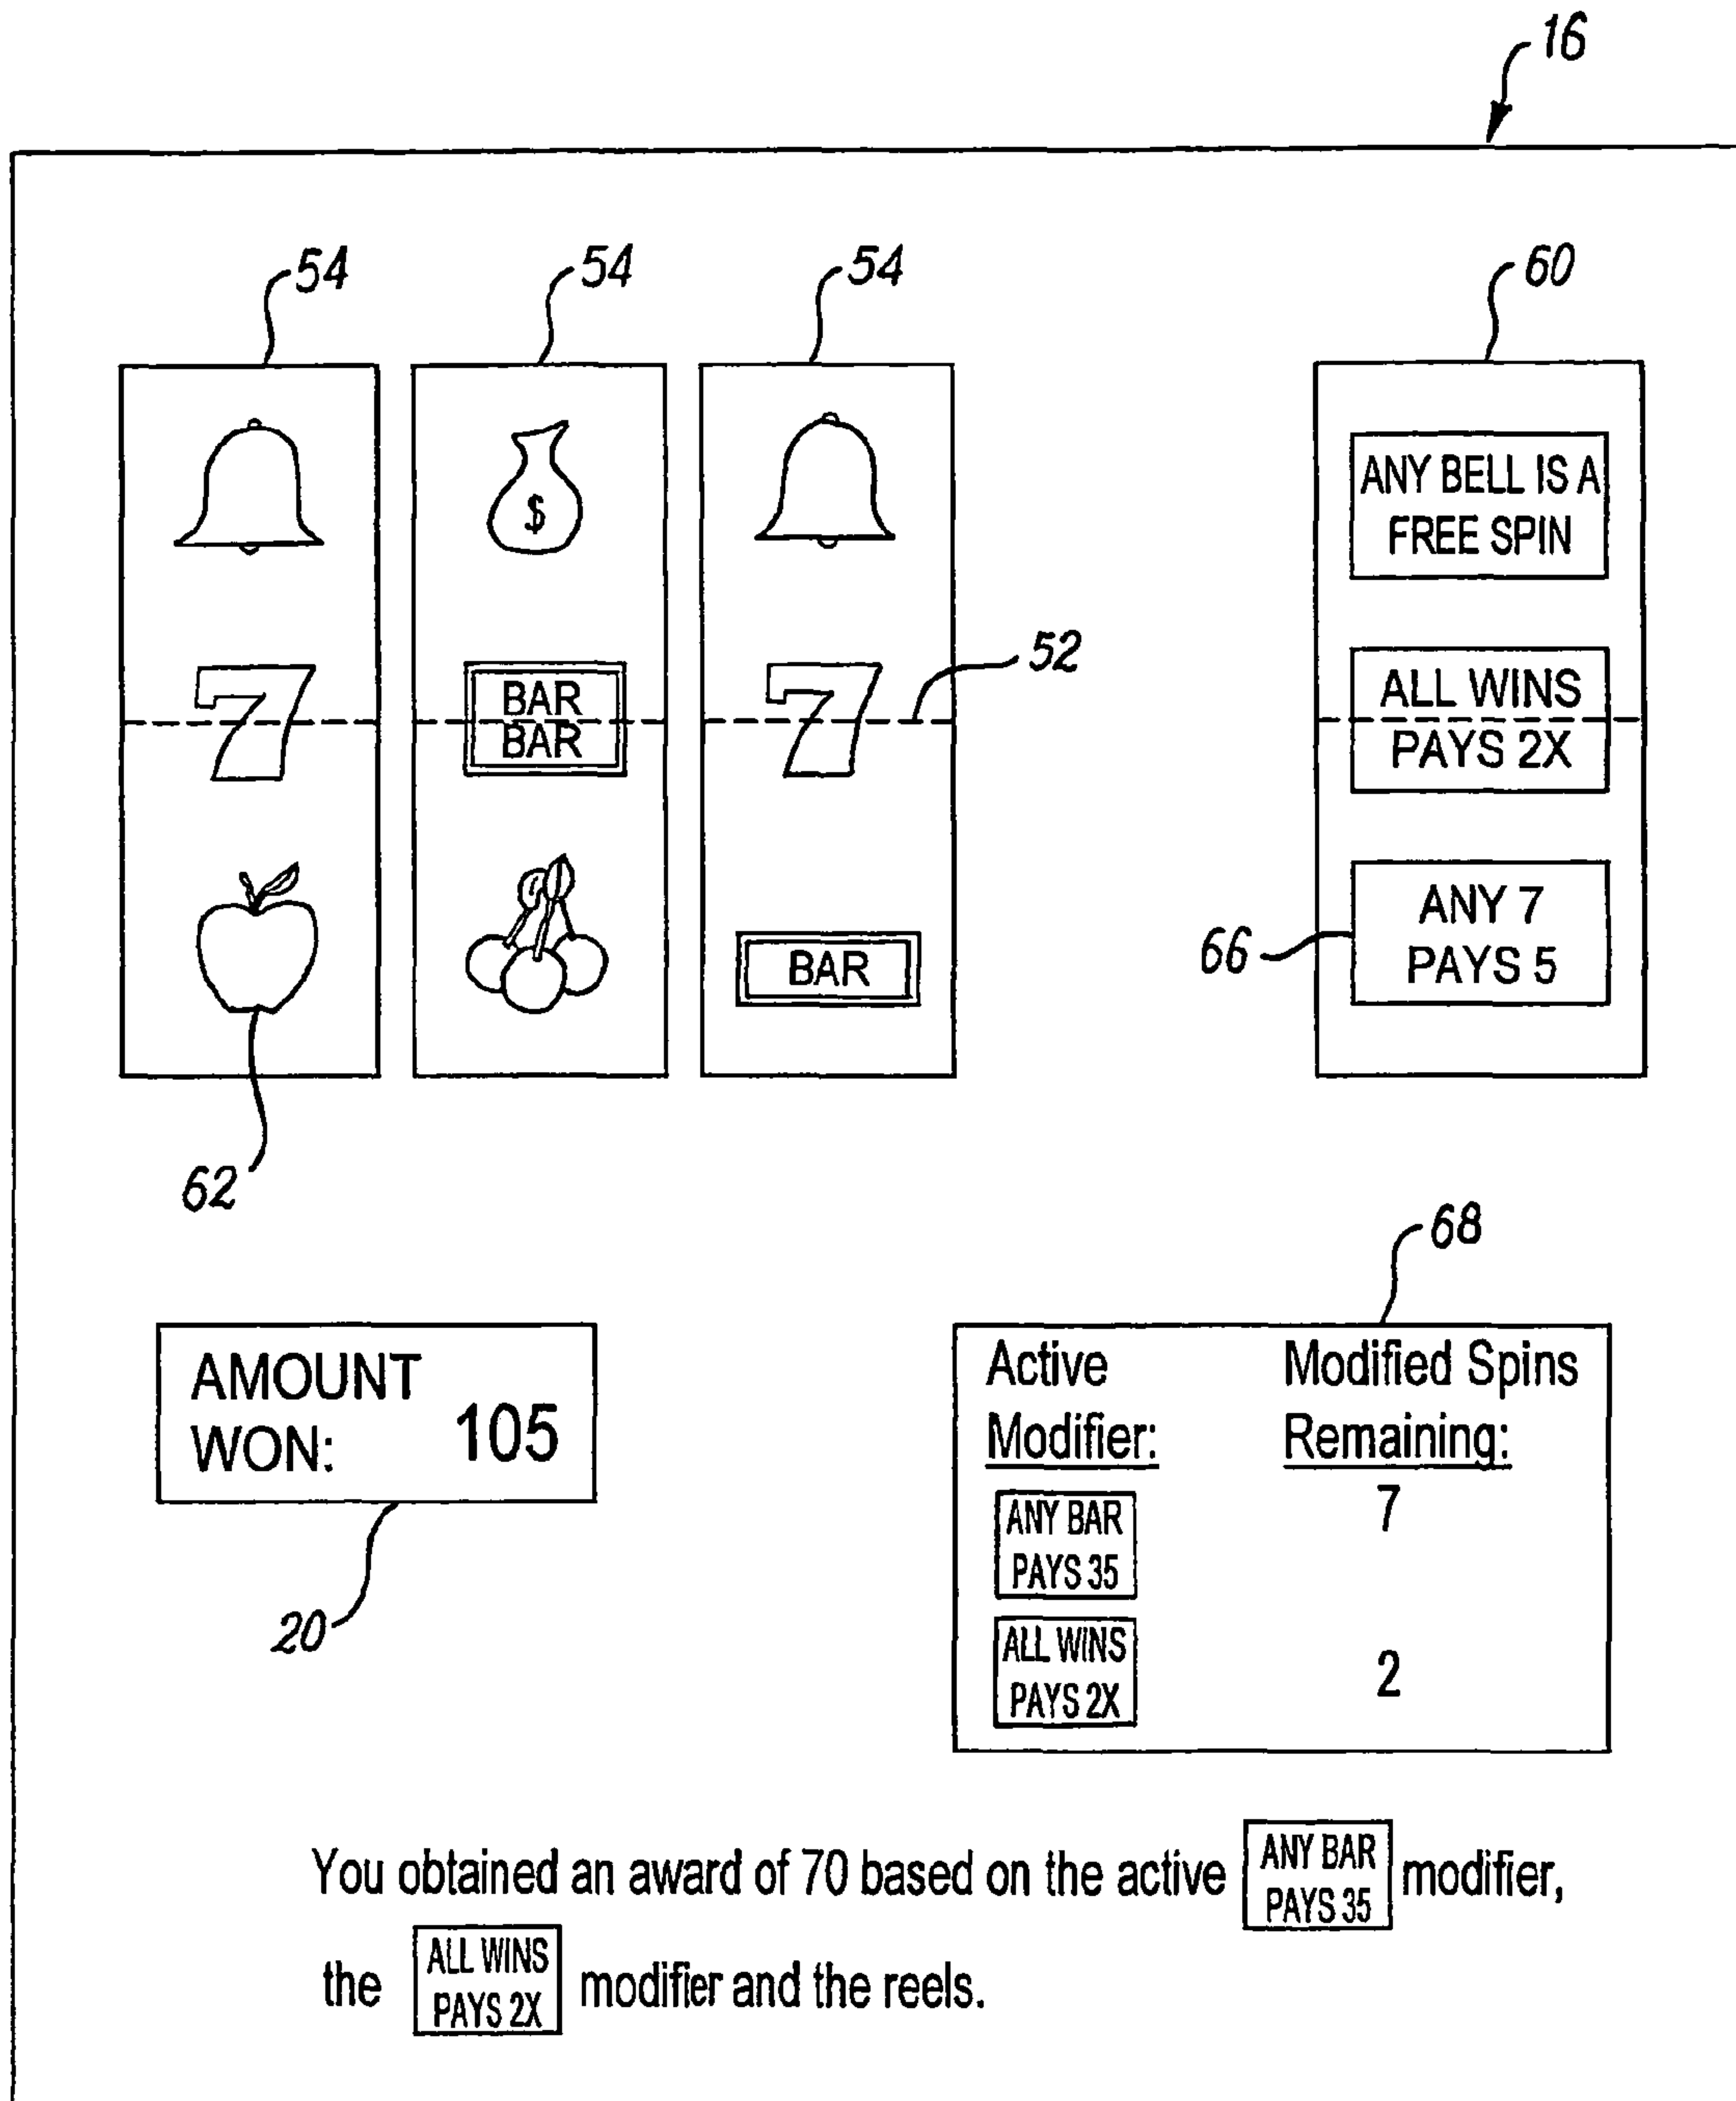 16
54
54
54
60
$
ANY BELL IS A
FREE SPIN
7
BAR
BAR
7
52
ALL WINS
PAYS 2X
BAR
66
ANY 7
PAYS 5
62
68
AMOUNT
WON: 105
20
Active Modified Spins
Modifier: Remaining:
ANY BAR
PAYS 35
7
ALL WINS
PAYS 2X
2
You obtained an award of 70 based on the active ANY BAR PAYS 35 modifier,
the ALL WINS PAYS 2X modifier and the reels.